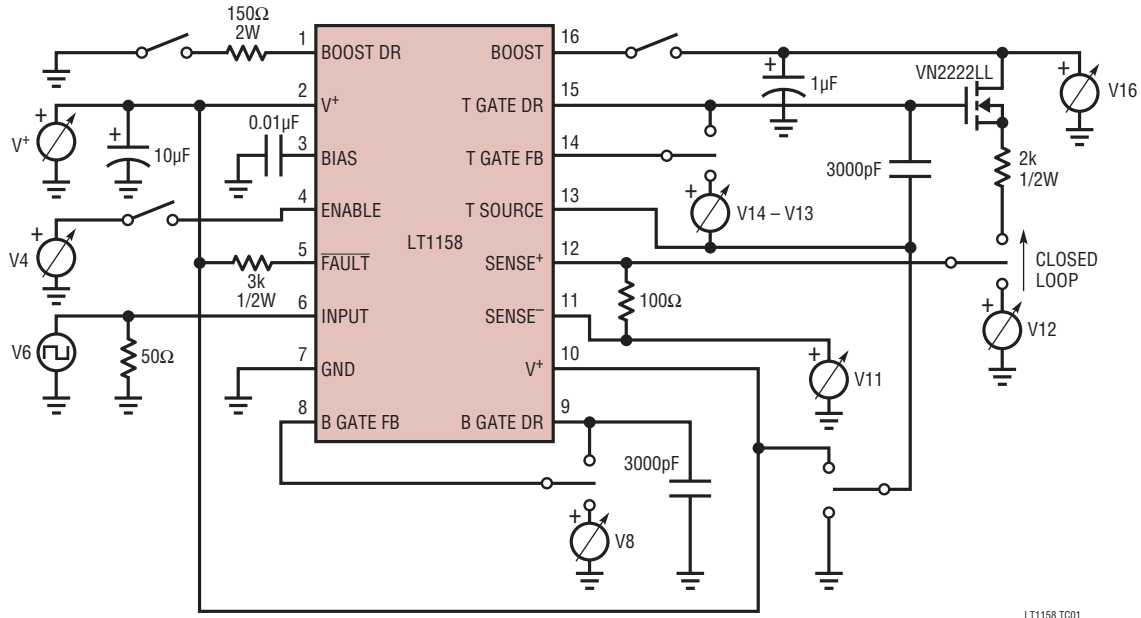 150Ω
2W
1
BOOST DR
BOOST
16
2
V+
T GATE DR
15
VN2222LL
+
1µF
+
V16
+
V+
+
10µF
0.01µF
3
BIAS
T GATE FB
14
3000pF
2k
1/2W
4
ENABLE
T SOURCE
13
+
V14 – V13
+
V4
LT1158
5
FAULT
SENSE+
12
CLOSED
LOOP
3k
1/2W
100Ω
6
INPUT
SENSE–
11
+
V12
V6
50Ω
7
GND
V+
10
+
V11
8
B GATE FB
B GATE DR
9
3000pF
+
V8
LT1158 TC01